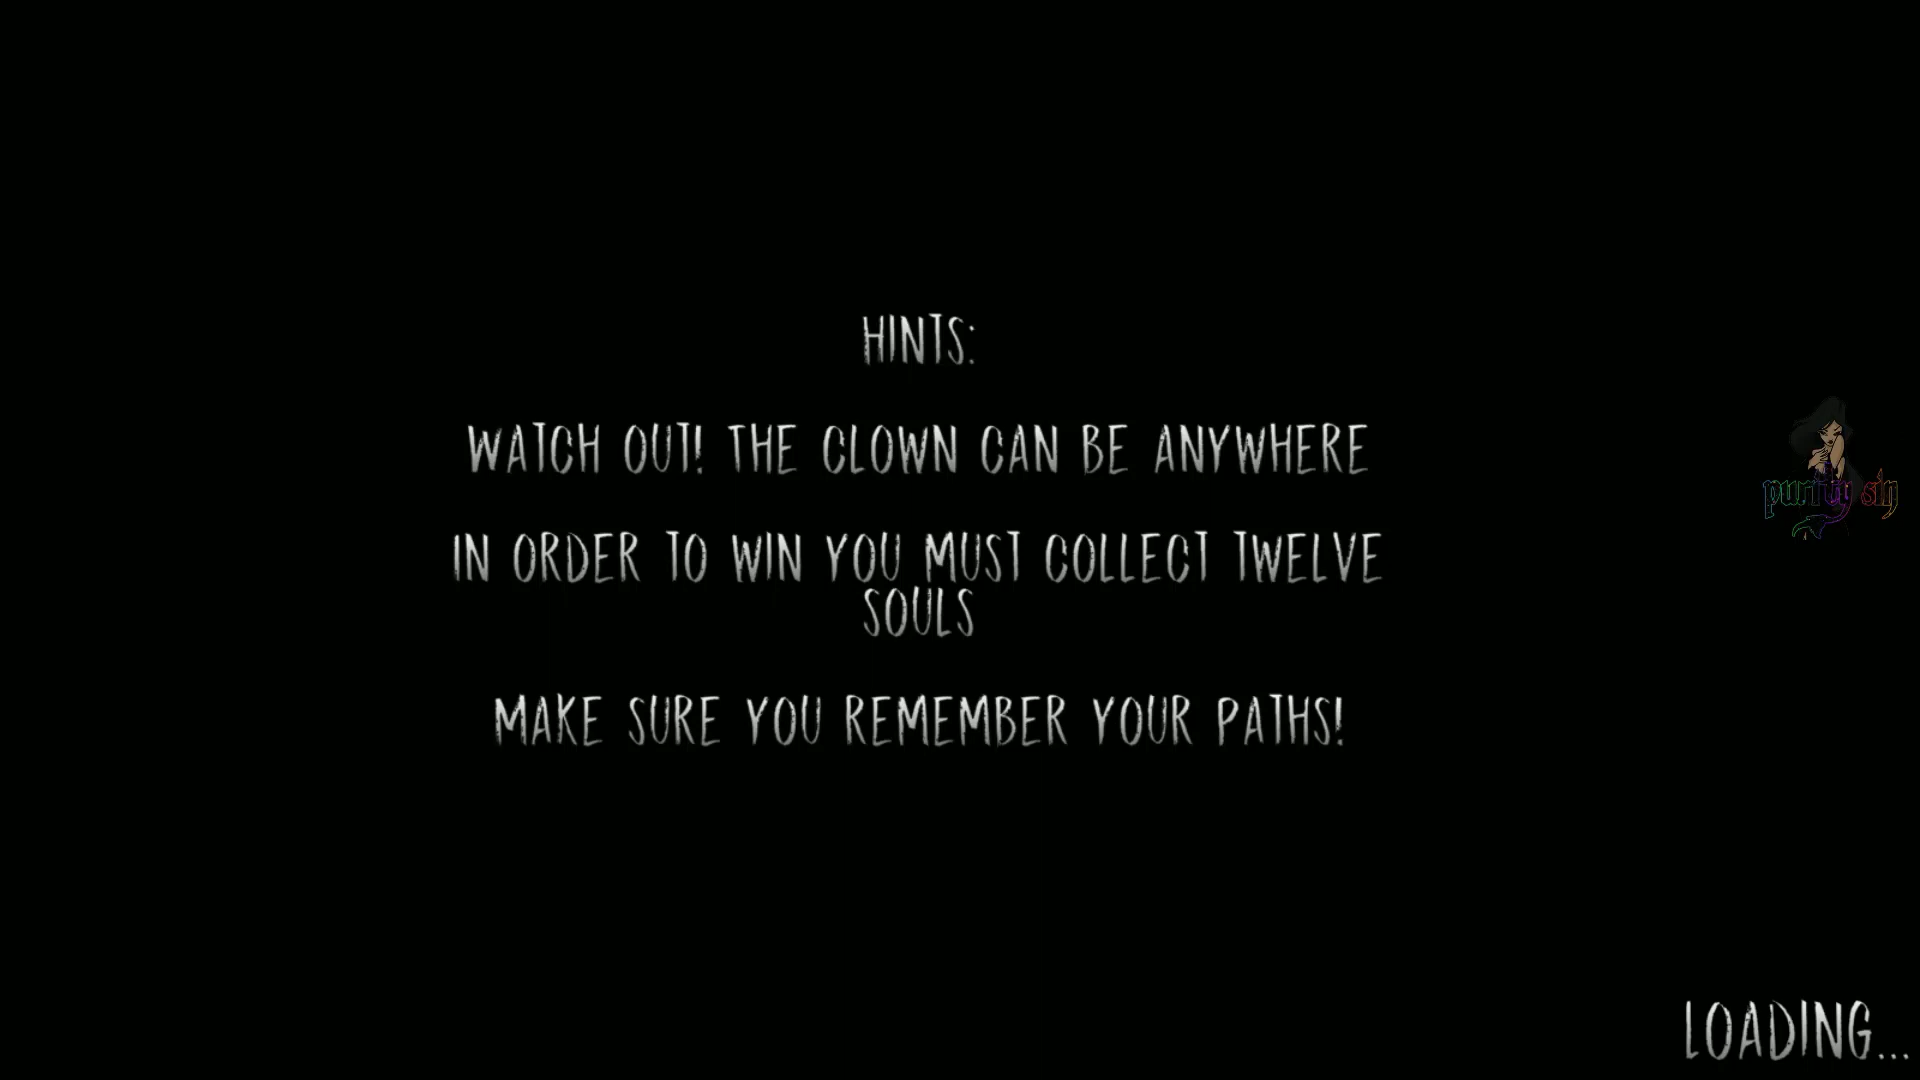 HINTS:
WATCH OUT! THE CLOWN CAN BE ANYWHERE
IN ORDER TO WIN YOU MUST COLLECT TWELVE
SOULS
MAKE SURE YOU REMEMBER YOUR PATHS!
sin
LOADING...